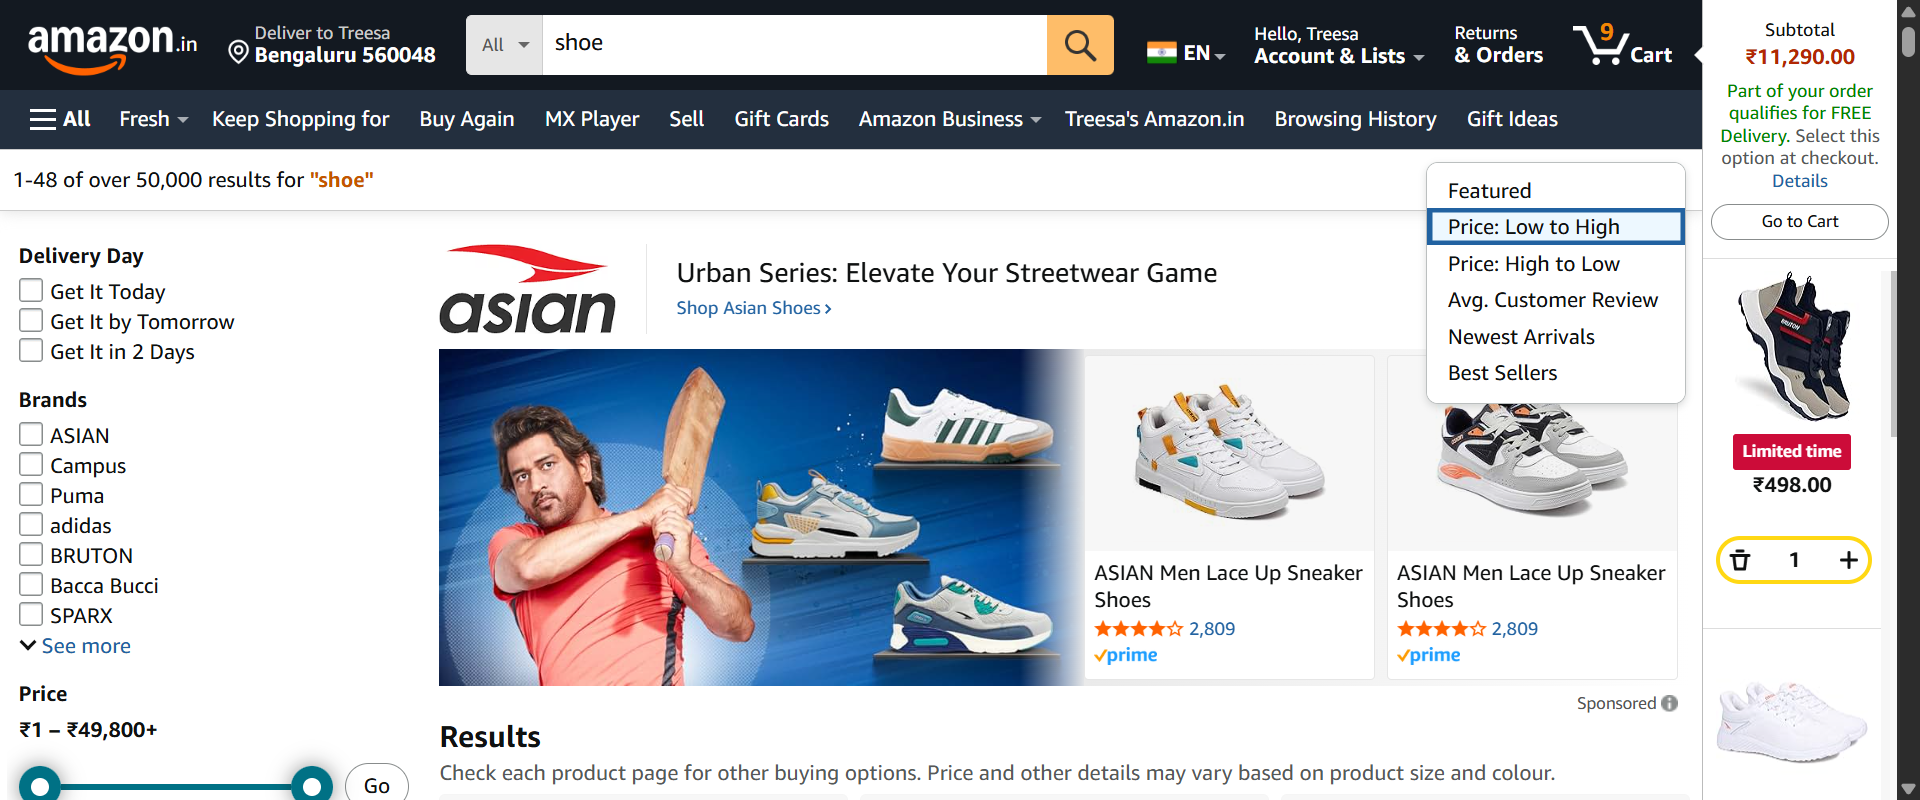 amazon.in
Deliver to Treesa
Bengaluru 560048
All
shoe
EN
Hello, Treesa
Account & Lists
Returns
& Orders
9
Cart
All
Fresh
Keep Shopping for
Buy Again
MX Player
Sell
Gift Cards
Amazon Business
Treesa's Amazon.in
Browsing History
Gift Ideas
1-48 of over 50,000 results for "shoe"
Featured
Price: Low to High
Price: High to Low
Avg. Customer Review
Newest Arrivals
Best Sellers
Delivery Day
Get It Today
Get It by Tomorrow
Get It in 2 Days
Brands
ASIAN
Campus
Puma
adidas
BRUTON
Bacca Bucci
SPARX
See more
Price
₹1 – ₹49,800+
Go
asian
Urban Series: Elevate Your Streetwear Game
Shop Asian Shoes ›
ASIAN Men Lace Up Sneaker
Shoes
2,809
prime
ASIAN Men Lace Up Sneaker
Shoes
2,809
prime
Sponsored
Results
Check each product page for other buying options. Price and other details may vary based on product size and colour.
Subtotal
₹11,290.00
Part of your order
qualifies for FREE
Delivery. Select this
option at checkout.
Details
Go to Cart
BRUTON
Limited time
₹498.00
1